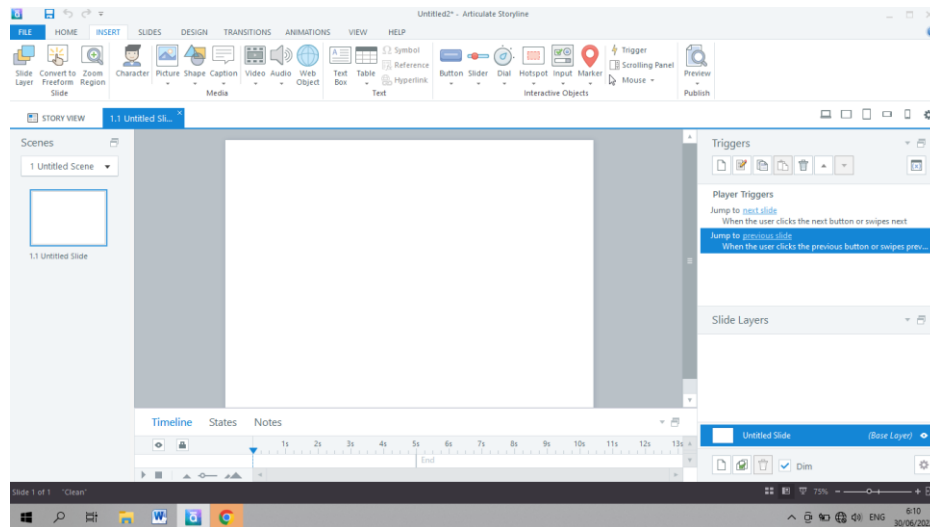 Untitled2* - Articulate Storyline
FILE HOME INSERT SLIDES DESIGN TRANSITIONS ANIMATIONS VIEW HELP
Slide Layer
Convert to Freeform
Zoom Region
Character
Picture
Shape
Caption
Video
Audio
Web Object
Text Box
Table
Symbol
Reference
Hyperlink
Button
Slider
Dial
Hotspot
Input
Marker
Trigger
Scrolling Panel
Mouse
Preview
Slide Media Text Interactive Objects Publish
STORY VIEW 1.1 Untitled Sli...
Scenes
1 Untitled Scene
1.1 Untitled Slide
Triggers
Player Triggers
Jump to next slide
When the user clicks the next button or swipes next
Jump to previous slide
When the user clicks the previous button or swipes prev...
Slide Layers
Untitled Slide (Base Layer)
Dim
Timeline States Notes
1s 2s 3s 4s 5s 6s 7s 8s 9s 10s 11s 12s 13s
End
Slide 1 of 1 "Clean" 75%
ENG 6:10